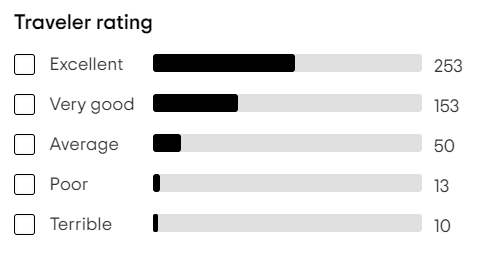 Traveler rating
Excellent 253
Very good 153
Average 50
Poor 13
Terrible 10